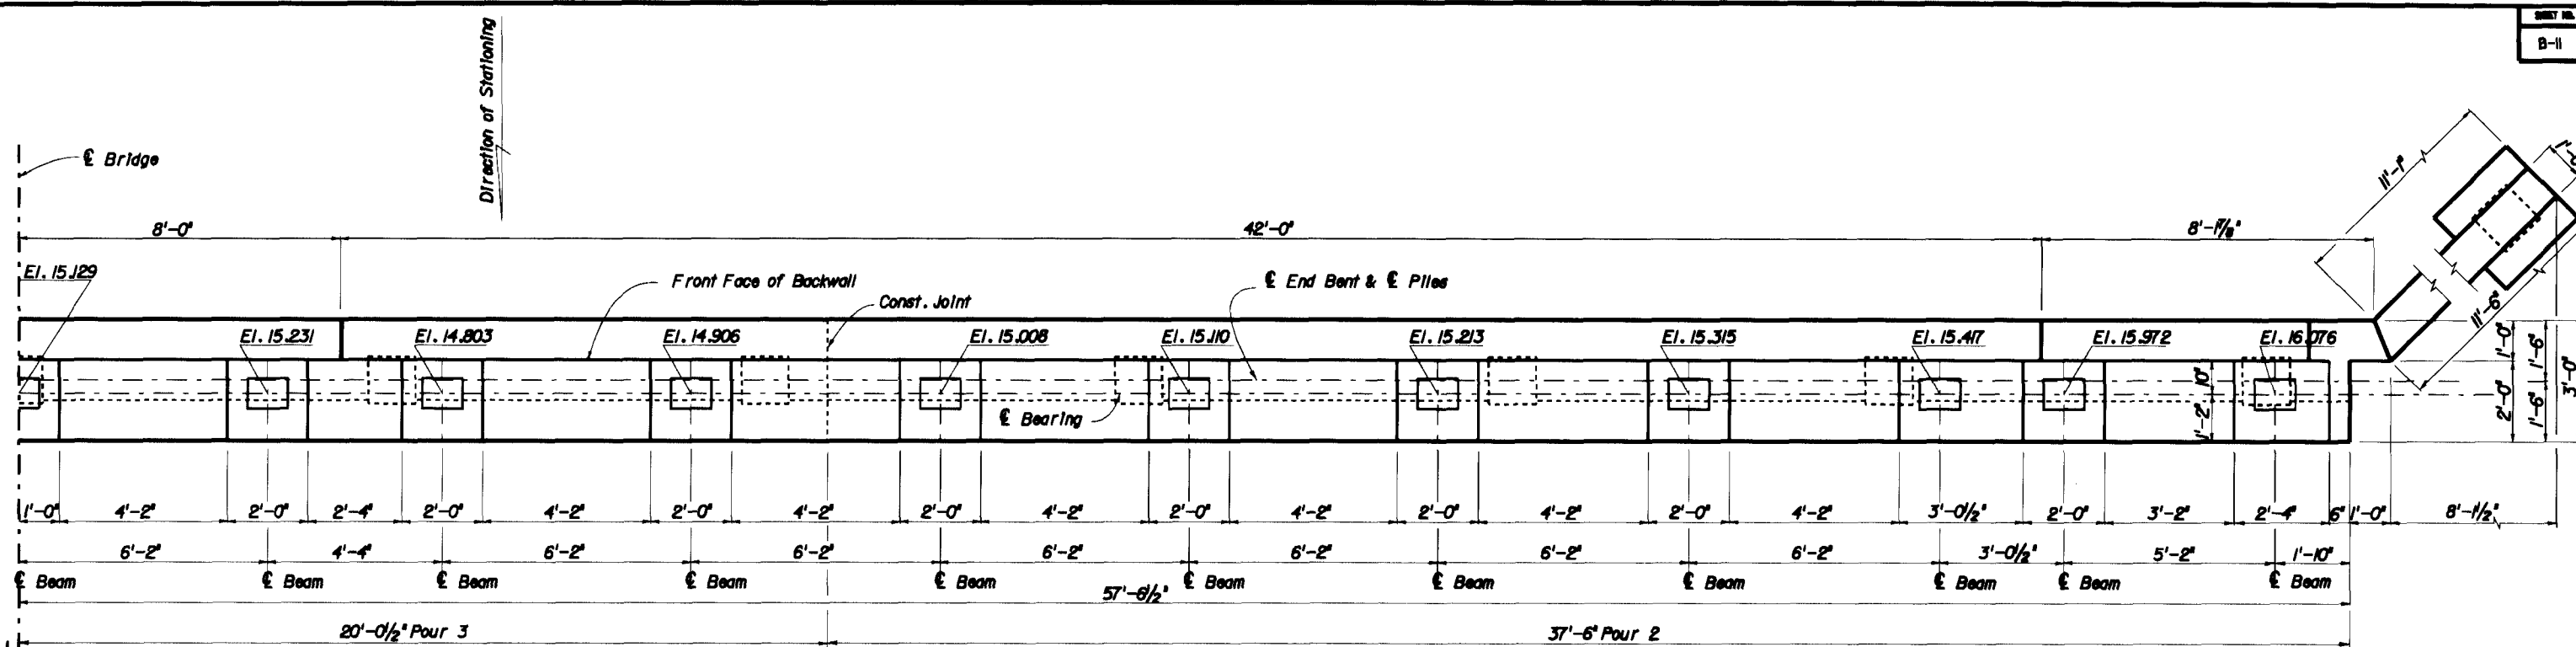 SHEET NO.
B-11
Direction of Stationing
℄ Bridge
8'-0"
42'-0"
8'-1⅞"
11'-1"
11'-6"
El. 15.129
Front Face of Backwall
Const. Joint
℄ End Bent & ℄ Piles
El. 15.231
El. 14.803
El. 14.906
El. 15.008
El. 15.110
El. 15.213
El. 15.315
El. 15.417
El. 15.972
El. 16.076
℄ Bearing
10"
1'-2"
1'-0"
2'-0"
1'-6"
1'-6"
3'-0"
1'-0"
4'-2"
2'-0"
2'-4"
2'-0"
4'-2"
2'-0"
4'-2"
2'-0"
4'-2"
2'-0"
4'-2"
2'-0"
4'-2"
2'-0"
4'-2"
3'-0½"
2'-0"
3'-2"
2'-4"
6"
1'-0"
8'-1½"
6'-2"
4'-4"
6'-2"
6'-2"
6'-2"
6'-2"
6'-2"
6'-2"
3'-0½"
5'-2"
1'-10"
℄ Beam
℄ Beam
℄ Beam
℄ Beam
℄ Beam
℄ Beam
℄ Beam
℄ Beam
℄ Beam
℄ Beam
℄ Beam
57'-6½"
20'-0½" Pour 3
37'-6" Pour 2